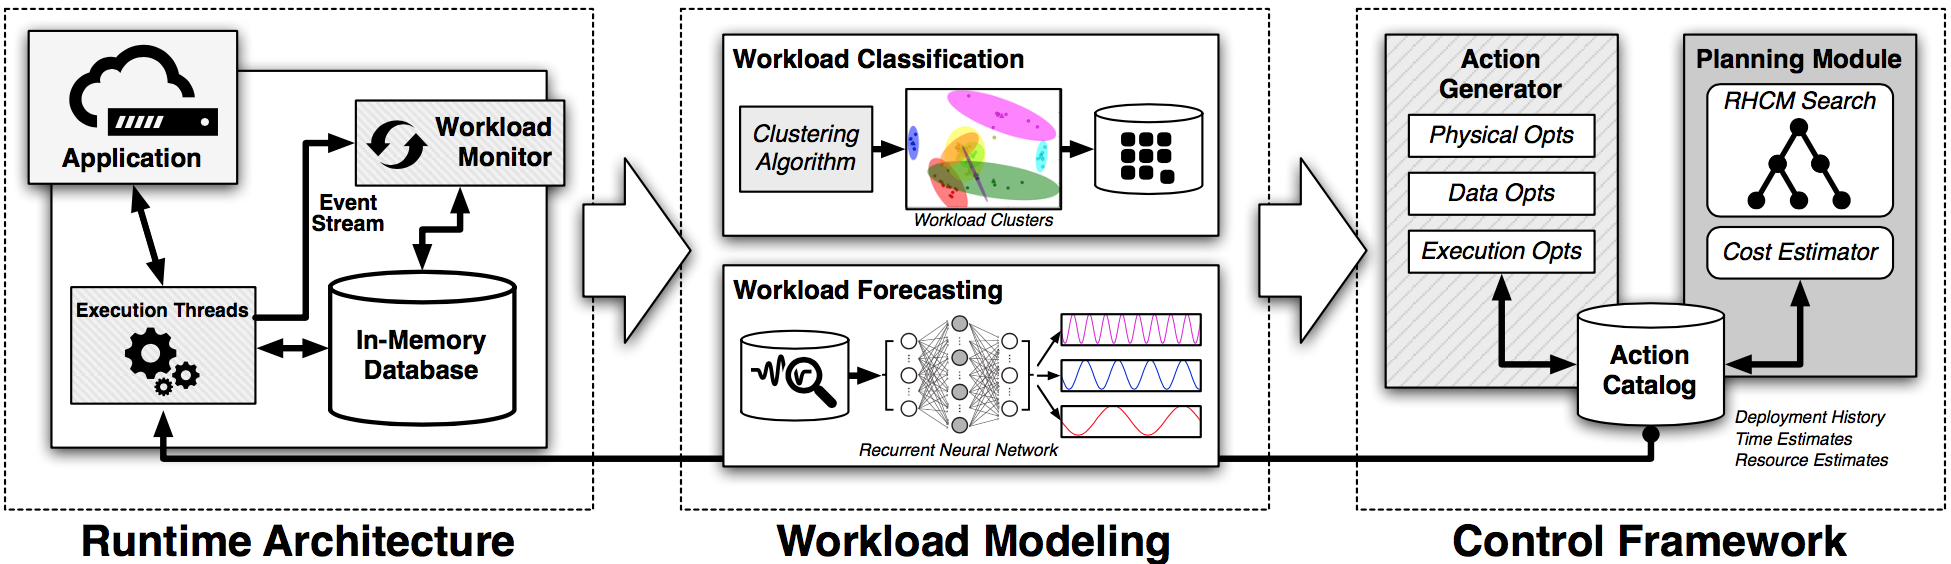 Application
Workload
Monitor
Event
Stream
Execution Threads
In-Memory
Database
Runtime Architecture
Workload Classification
Clustering
Algorithm
Workload Clusters
Workload Forecasting
Recurrent Neural Network
Workload Modeling
Action
Generator
Physical Opts
Data Opts
Execution Opts
Planning Module
RHCM Search
Cost Estimator
Action
Catalog
Deployment History
Time Estimates
Resource Estimates
Control Framework